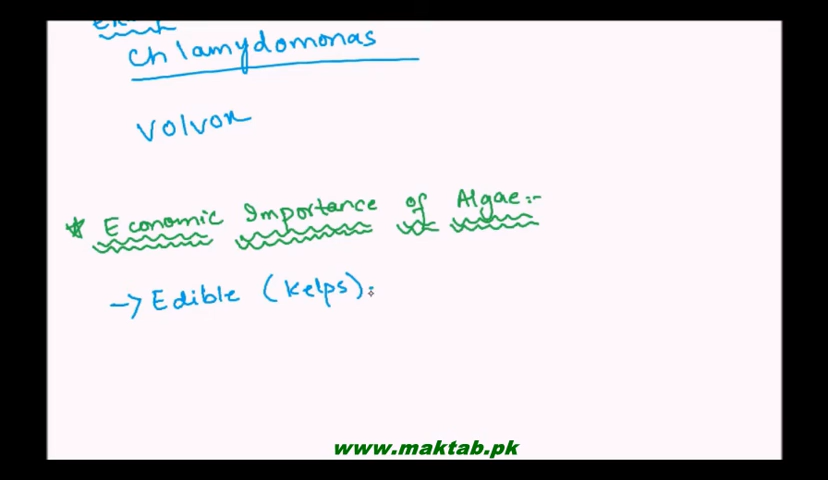 Chlamydomonas
Volvox
* Economic Importance of Algae:-
→ Edible (Kelps):
www.maktab.pk